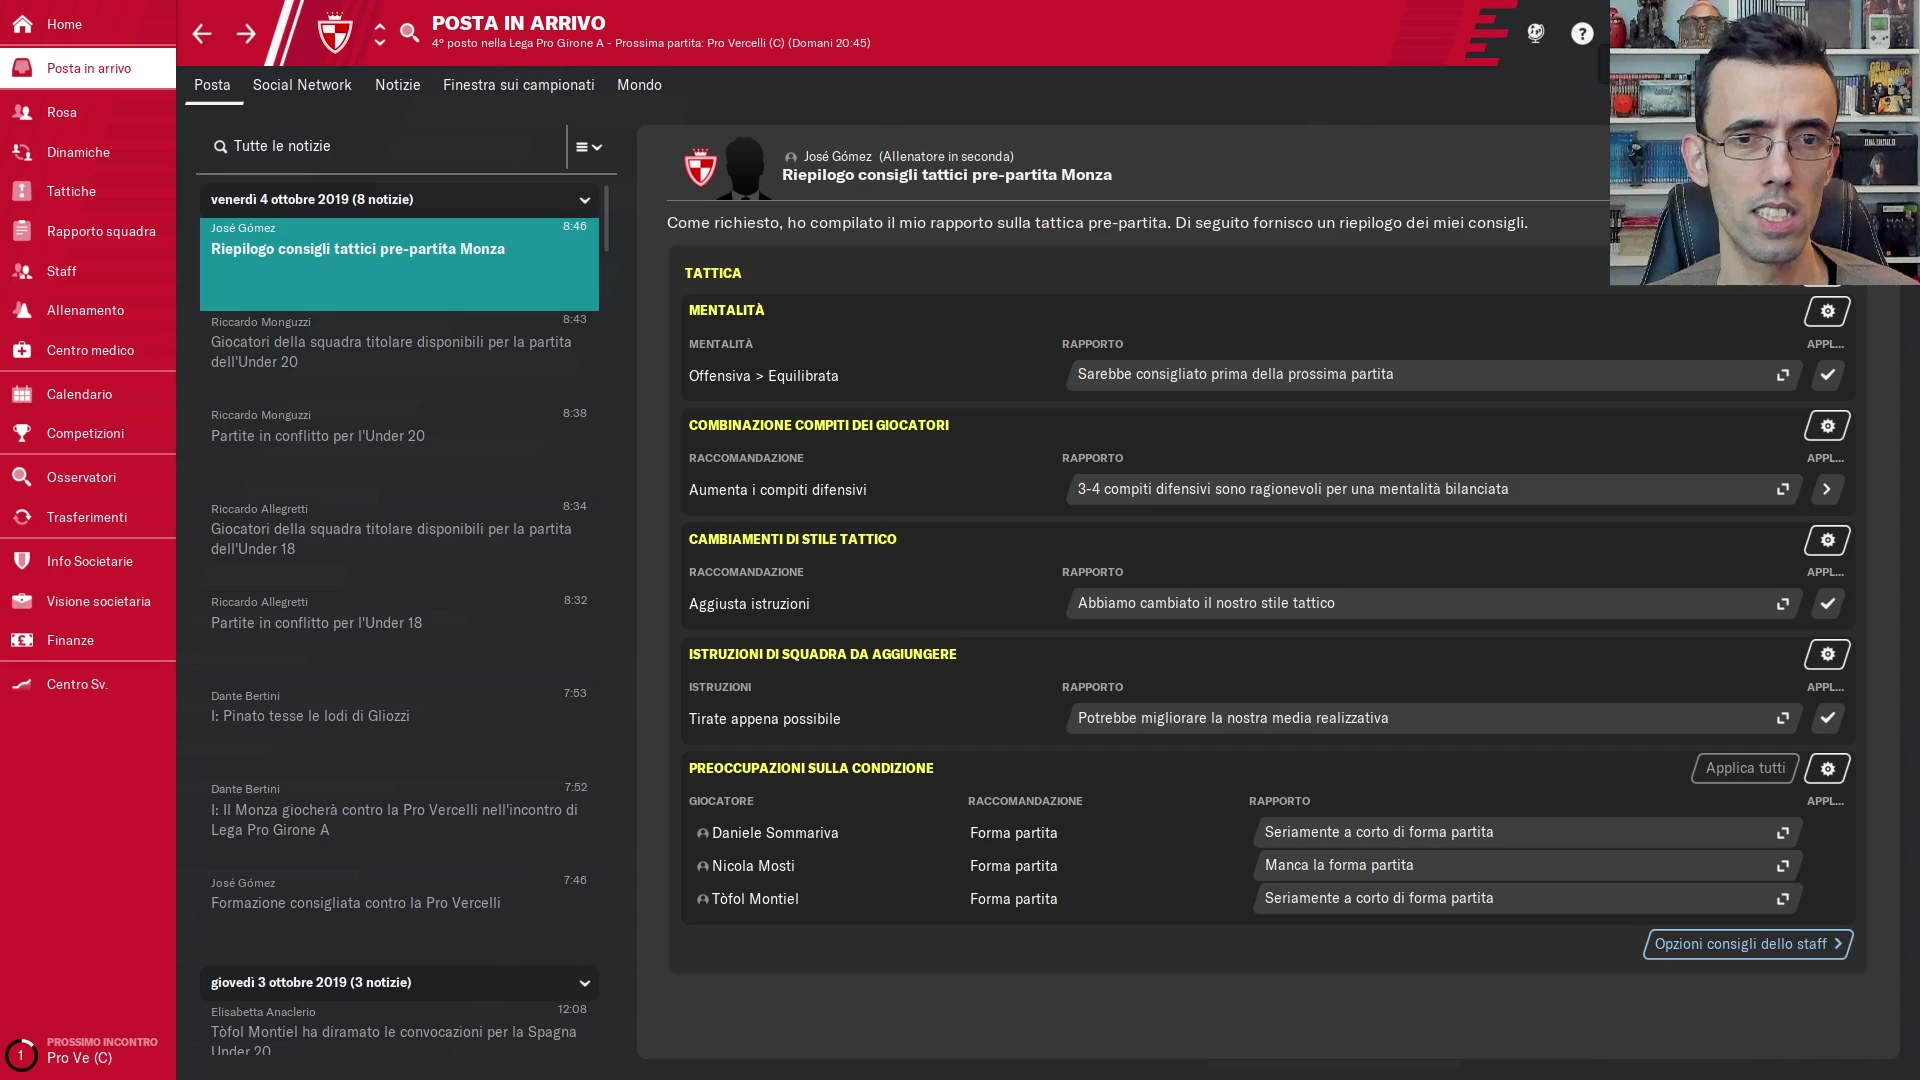 Home
Posta in arrivo
Rosa
Dinamiche
Tattiche
Rapporto squadra
Staff
Allenamento
Centro medico
Calendario
Competizioni
Osservatori
Trasferimenti
Info Societarie
Visione societaria
Finanze
Centro Sv.
1
PROSSIMO INCONTRO
Pro Ve (C)
POSTA IN ARRIVO
4° posto nella Lega Pro Girone A - Prossima partita: Pro Vercelli (C) (Domani 20:45)
?
Posta Social Network Notizie Finestra sui campionati Mondo
Tutte le notizie
venerdì 4 ottobre 2019 (8 notizie)
José Gómez 8:46
Riepilogo consigli tattici pre-partita Monza
Riccardo Monguzzi 8:43
Giocatori della squadra titolare disponibili per la partita
dell'Under 20
Riccardo Monguzzi 8:38
Partite in conflitto per l'Under 20
Riccardo Allegretti 8:34
Giocatori della squadra titolare disponibili per la partita
dell'Under 18
Riccardo Allegretti 8:32
Partite in conflitto per l'Under 18
Dante Bertini 7:53
I: Pinato tesse le lodi di Gliozzi
Dante Bertini 7:52
I: Il Monza giocherà contro la Pro Vercelli nell'incontro di
Lega Pro Girone A
José Gómez 7:46
Formazione consigliata contro la Pro Vercelli
giovedì 3 ottobre 2019 (3 notizie)
Elisabetta Anaclerio 12:08
Tòfol Montiel ha diramato le convocazioni per la Spagna
Under 20
José Gómez (Allenatore in seconda)
Riepilogo consigli tattici pre-partita Monza
Come richiesto, ho compilato il mio rapporto sulla tattica pre-partita. Di seguito fornisco un riepilogo dei miei consigli.
TATTICA
MENTALITÀ
MENTALITÀ RAPPORTO APPL...
Offensiva > Equilibrata Sarebbe consigliato prima della prossima partita
COMBINAZIONE COMPITI DEI GIOCATORI
RACCOMANDAZIONE RAPPORTO APPL...
Aumenta i compiti difensivi 3-4 compiti difensivi sono ragionevoli per una mentalità bilanciata
CAMBIAMENTI DI STILE TATTICO
RACCOMANDAZIONE RAPPORTO APPL...
Aggiusta istruzioni Abbiamo cambiato il nostro stile tattico
ISTRUZIONI DI SQUADRA DA AGGIUNGERE
ISTRUZIONI RAPPORTO APPL...
Tirate appena possibile Potrebbe migliorare la nostra media realizzativa
PREOCCUPAZIONI SULLA CONDIZIONE Applica tutti
GIOCATORE RACCOMANDAZIONE RAPPORTO APPL...
Daniele Sommariva Forma partita Seriamente a corto di forma partita
Nicola Mosti Forma partita Manca la forma partita
Tòfol Montiel Forma partita Seriamente a corto di forma partita
Opzioni consigli dello staff